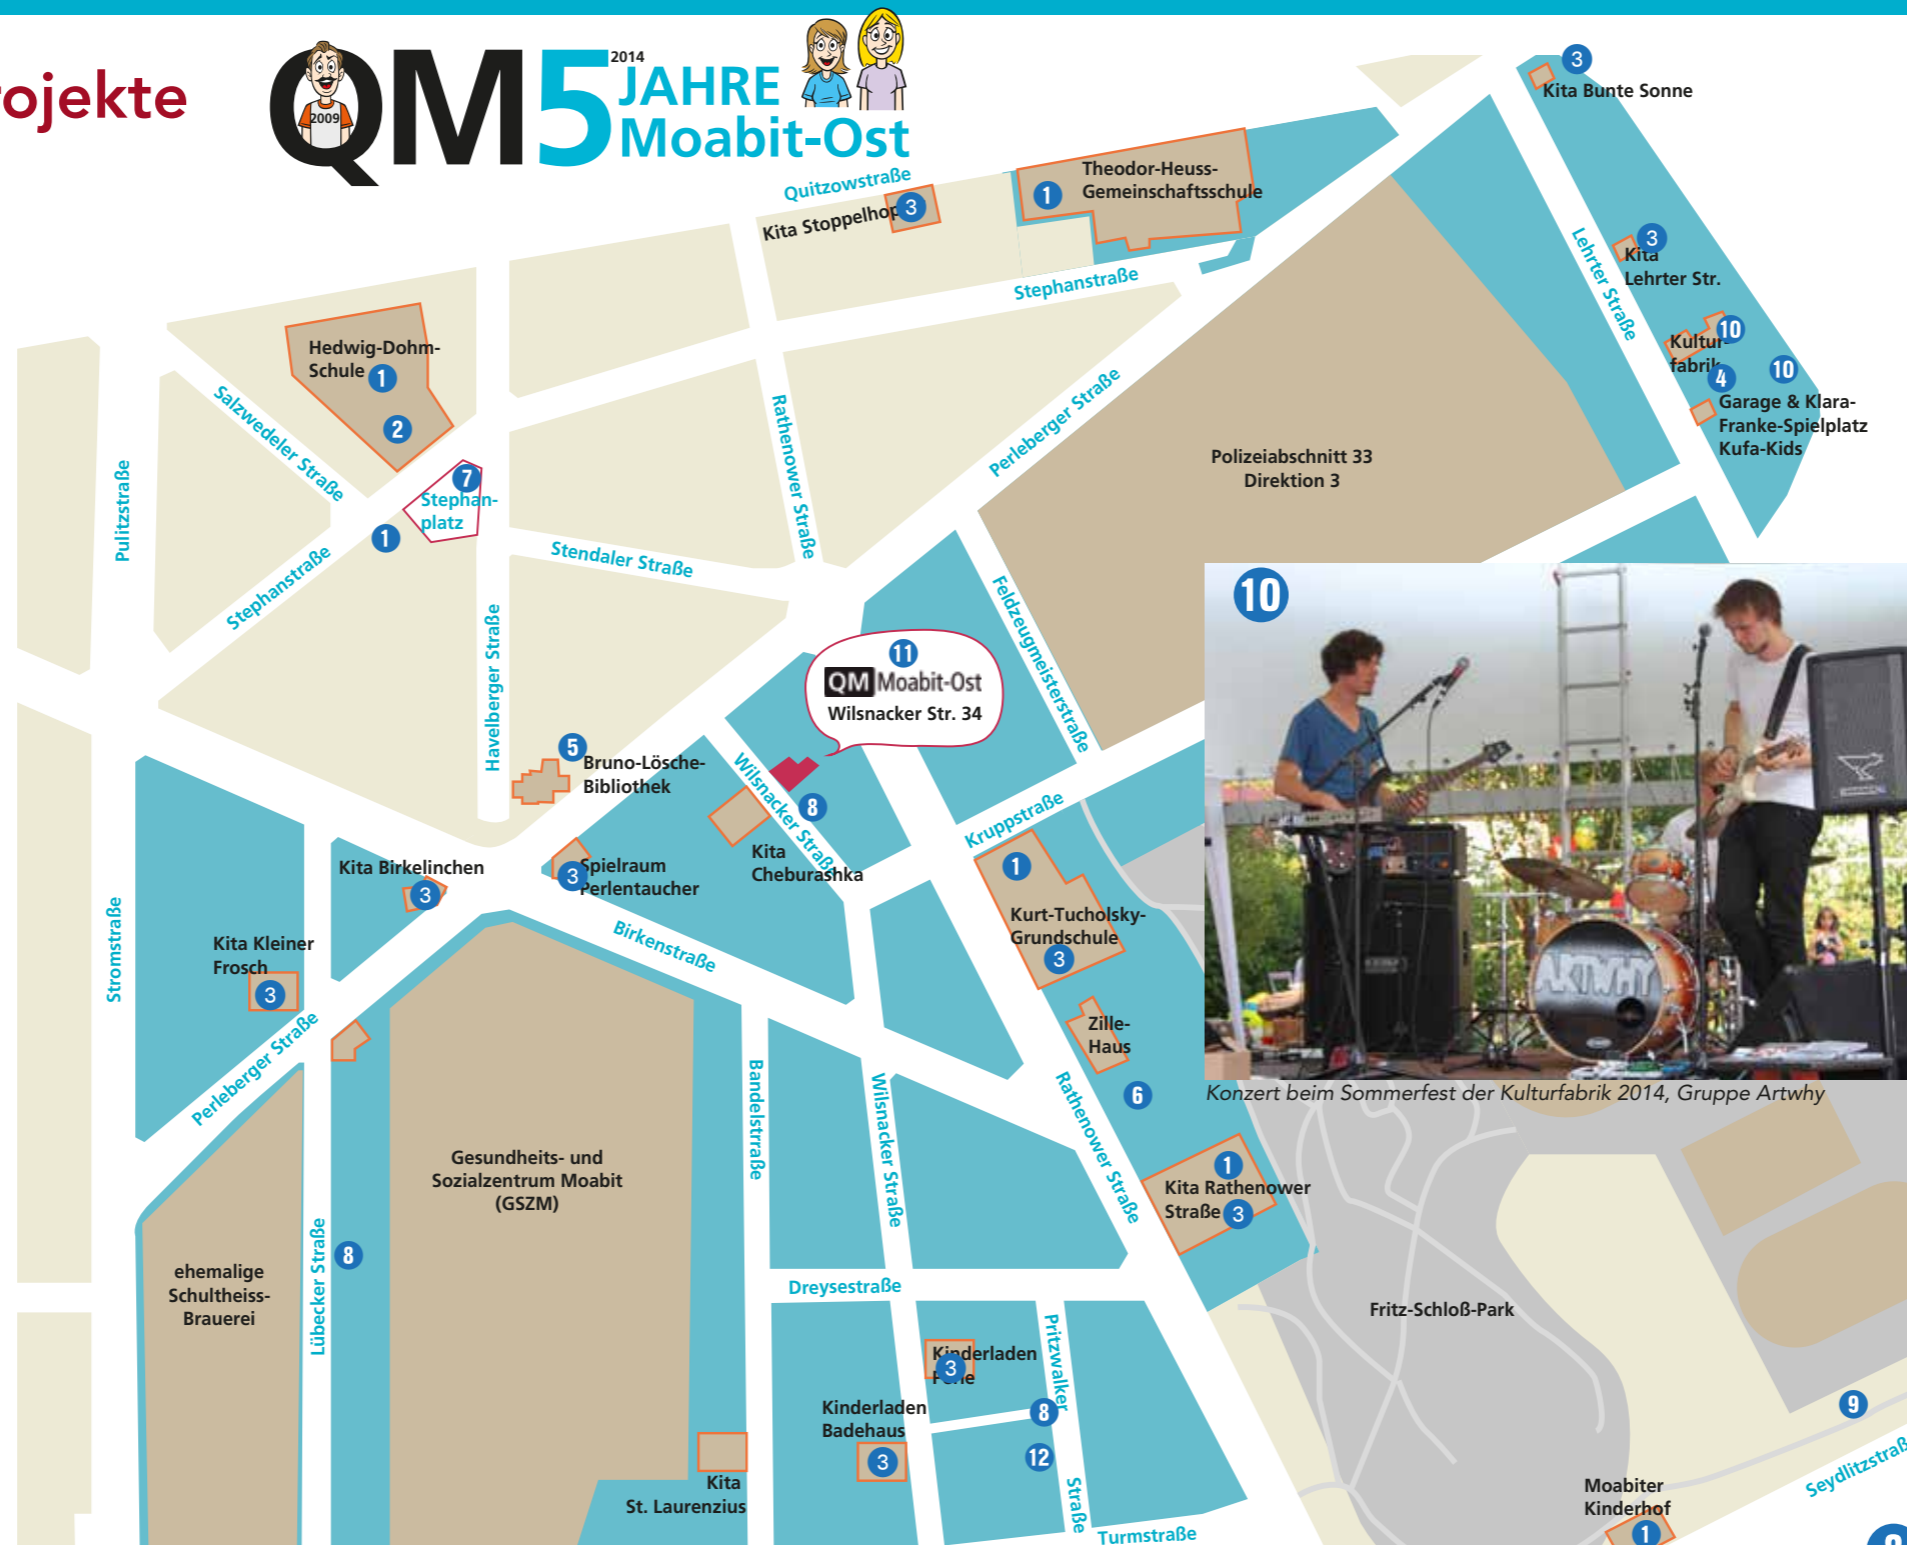 ojekte
QM5
2009
2014
JAHRE
Moabit-Ost
3
Kita Bunte Sonne
Quitzowstraße
Kita Stoppelhop
3
1
Theodor-Heuss-
Gemeinschaftsschule
Stephanstraße
Lehrter Straße
3
Kita
Lehrter Str.
Kultur-
fabrik
10
4
10
Garage & Klara-
Franke-Spielplatz
Kufa-Kids
Hedwig-Dohm-
Schule
1
2
Salzwedeler Straße
Rathenower Straße
Perleberger Straße
Polizeiabschnitt 33
Direktion 3
Pulitzstraße
7
Stephan-
platz
1
Stephanstraße
Stendaler Straße
Havelberger Straße
Feldzeugmeisterstraße
11
QM Moabit-Ost
Wilsnacker Str. 34
5
Bruno-Lösche-
Bibliothek
Wilsnacker Straße
8
Kita
Cheburashka
Kruppstraße
10
ARTWHY
Konzert beim Sommerfest der Kulturfabrik 2014, Gruppe Artwhy
Kita Birkelinchen
3
3
Spielraum
Perlentaucher
Birkenstraße
1
Kurt-Tucholsky-
Grundschule
3
Stromstraße
Kita Kleiner
Frosch
3
Perleberger Straße
Zille-
Haus
6
Bandelstrraße
Wilsnacker Straße
Rathenower Straße
1
Kita Rathenower
Straße
3
Gesundheits- und
Sozialzentrum Moabit
(GSZM)
Lübecker Straße
8
ehemalige
Schultheiss-
Brauerei
Dreysestraße
Fritz-Schloß-Park
Kinderladen
3
Pritzwalker
Straße
8
12
Kinderladen
Badehaus
3
Kita
St. Laurenzius
Turmstraße
9
Seydlitzstraß
Moabiter
Kinderhof
1